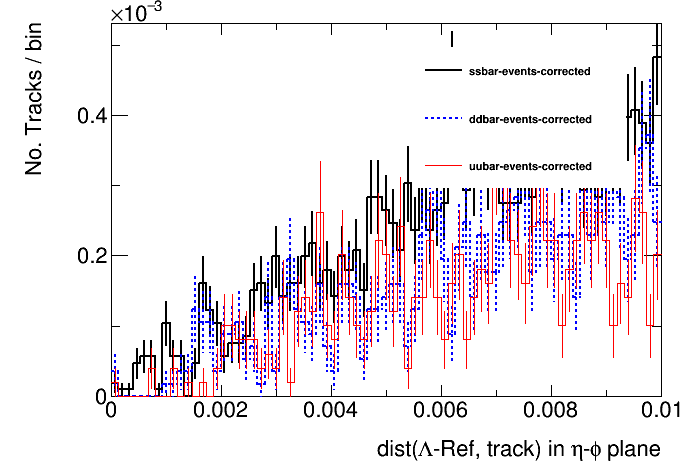 ×10⁻³
No. Tracks / bin
ssbar-events-corrected
ddbar-events-corrected
uubar-events-corrected
0.4
0.2
0
0 0.002 0.004 0.006 0.008 0.01
dist(Λ-Ref, track) in η-ϕ plane